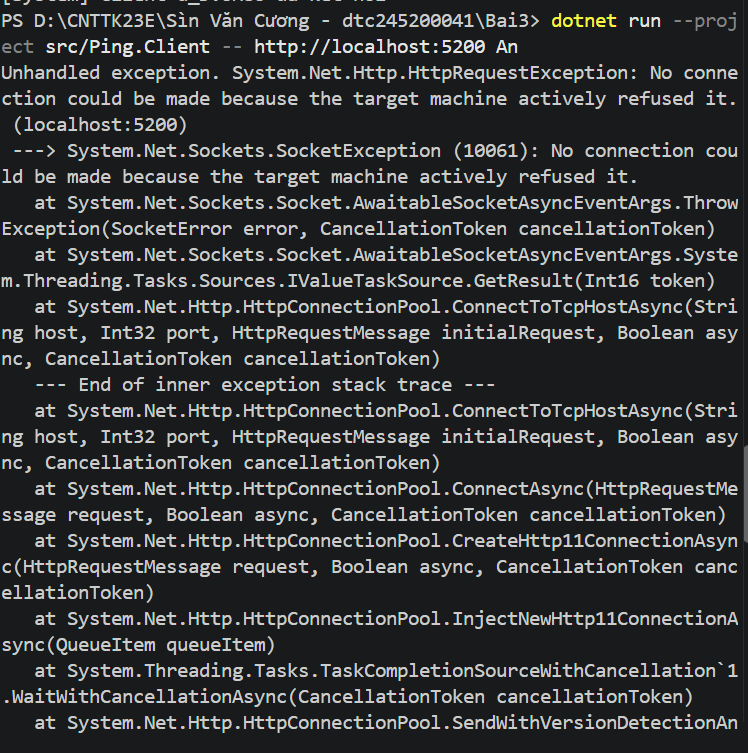 PS D:\CNTTK23E\Sìn Văn Cương - dtc245200041\Bai3> dotnet run --proj
ect src/Ping.Client -- http://localhost:5200 An
Unhandled exception. System.Net.Http.HttpRequestException: No conne
ction could be made because the target machine actively refused it.
 (localhost:5200)
 ---> System.Net.Sockets.SocketException (10061): No connection cou
ld be made because the target machine actively refused it.
   at System.Net.Sockets.Socket.AwaitableSocketAsyncEventArgs.Throw
Exception(SocketError error, CancellationToken cancellationToken)
   at System.Net.Sockets.Socket.AwaitableSocketAsyncEventArgs.Syste
m.Threading.Tasks.Sources.IValueTaskSource.GetResult(Int16 token)
   at System.Net.Http.HttpConnectionPool.ConnectToTcpHostAsync(Stri
ng host, Int32 port, HttpRequestMessage initialRequest, Boolean asy
nc, CancellationToken cancellationToken)
   --- End of inner exception stack trace ---
   at System.Net.Http.HttpConnectionPool.ConnectToTcpHostAsync(Stri
ng host, Int32 port, HttpRequestMessage initialRequest, Boolean asy
nc, CancellationToken cancellationToken)
   at System.Net.Http.HttpConnectionPool.ConnectAsync(HttpRequestMe
ssage request, Boolean async, CancellationToken cancellationToken)
   at System.Net.Http.HttpConnectionPool.CreateHttp11ConnectionAsyn
c(HttpRequestMessage request, Boolean async, CancellationToken canc
ellationToken)
   at System.Net.Http.HttpConnectionPool.InjectNewHttp11ConnectionA
sync(QueueItem queueItem)
   at System.Threading.Tasks.TaskCompletionSourceWithCancellation`1
.WaitWithCancellationAsync(CancellationToken cancellationToken)
   at System.Net.Http.HttpConnectionPool.SendWithVersionDetectionAn